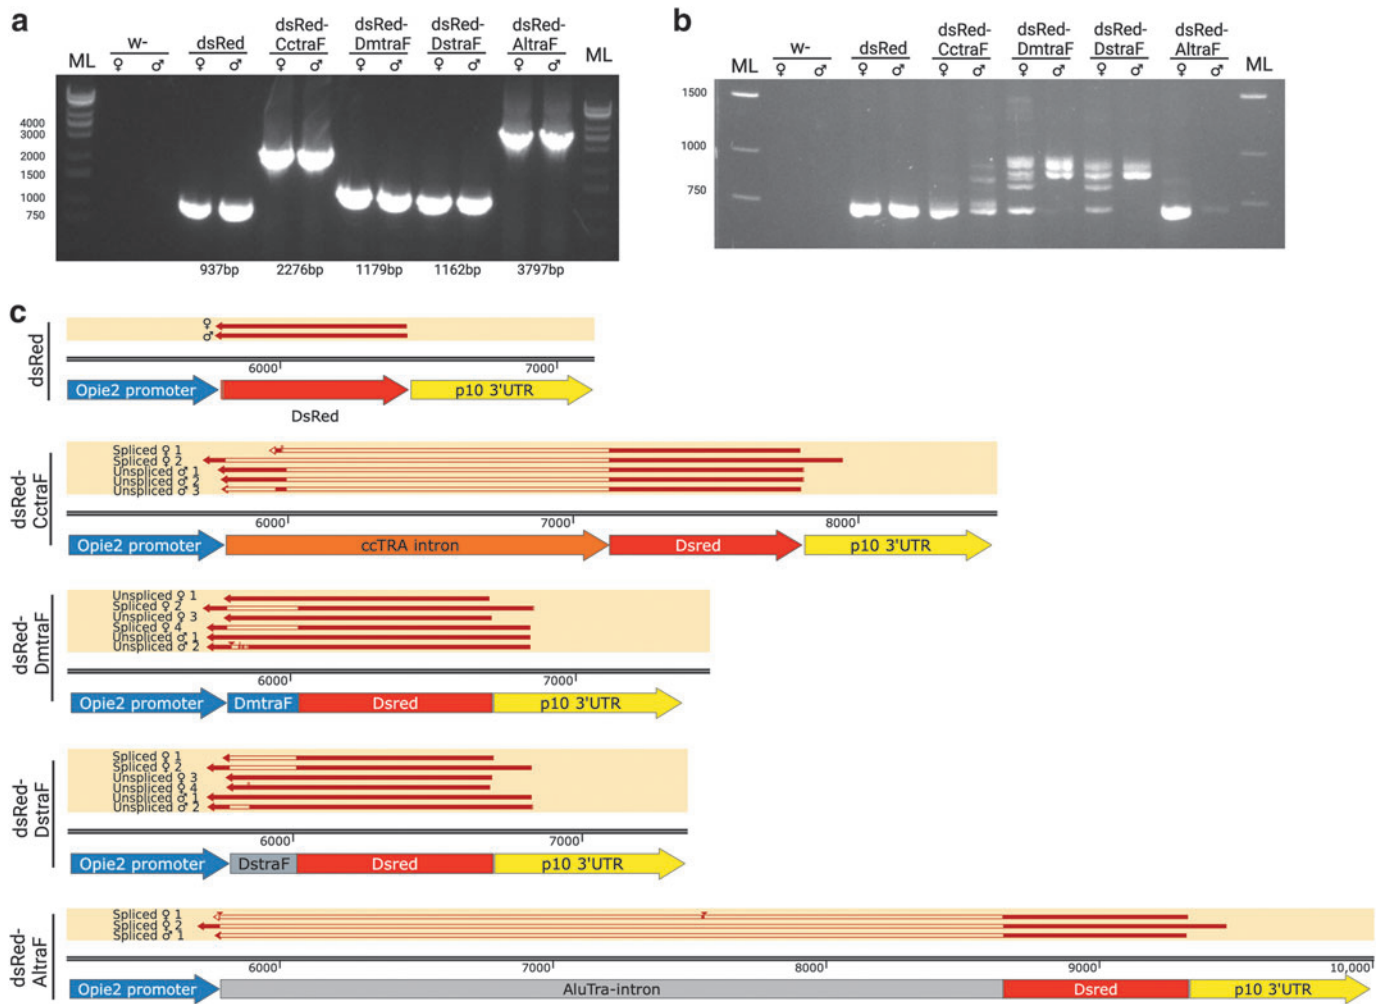 a
w-
dsRed
dsRed-
CctraF
dsRed-
DmtraF
dsRed-
DstraF
dsRed-
AltraF
ML
♀ ♂ ♀ ♂ ♀ ♂ ♀ ♂ ♀ ♂ ♀ ♂
ML
4000
3000
2000
1500
1000
750
937bp 2276bp 1179bp 1162bp 3797bp
b
w-
dsRed
dsRed-
CctraF
dsRed-
DmtraF
dsRed-
DstraF
dsRed-
AltraF
ML
♀ ♂ ♀ ♂ ♀ ♂ ♀ ♂ ♀ ♂ ♀ ♂
ML
1500
1000
750
c
dsRed
♀
♂
6000 7000
Opie2 promoter p10 3'UTR
DsRed
dsRed-
CctraF
Spliced ♀ 1
Spliced ♀ 2
Unspliced ♂ 1
Unspliced ♂ 2
Unspliced ♂ 3
6000 7000 8000
Opie2 promoter ccTRA intron Dsred p10 3'UTR
dsRed-
DmtraF
Unspliced ♀ 1
Spliced ♀ 2
Unspliced ♀ 3
Spliced ♀ 4
Unspliced ♂ 1
Unspliced ♂ 2
6000 7000
Opie2 promoter DmtraF Dsred p10 3'UTR
dsRed-
DstraF
Spliced ♀ 1
Spliced ♀ 2
Unspliced ♀ 3
Unspliced ♀ 4
Unspliced ♂ 1
Unspliced ♂ 2
6000 7000
Opie2 promoter DstraF Dsred p10 3'UTR
dsRed-
AltraF
Spliced ♀ 1
Spliced ♀ 2
Spliced ♂ 1
6000 7000 8000 9000 10,000
Opie2 promoter AluTra-intron Dsred p10 3'UTR